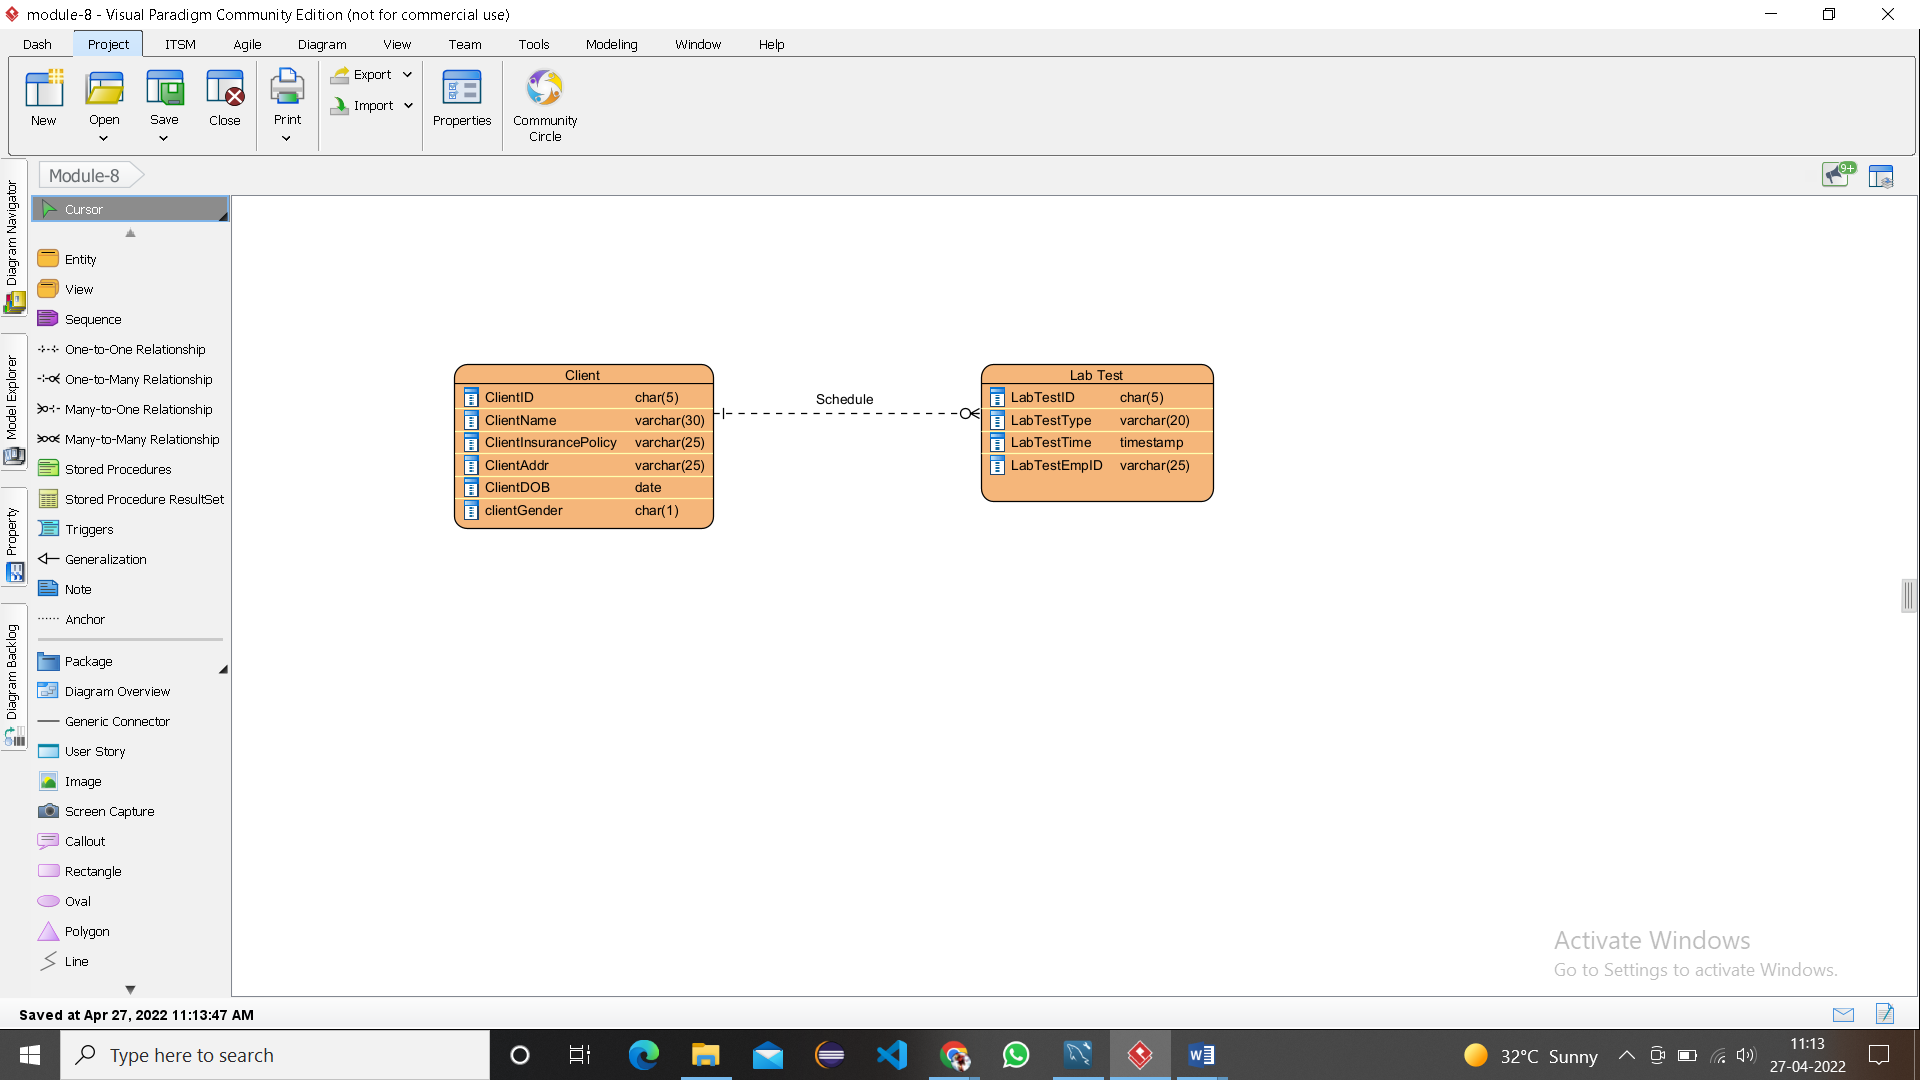 module-8 - Visual Paradigm Community Edition (not for commercial use)
Dash Project ITSM Agile Diagram View Team Tools Modeling Window Help
New Open Save Close Print Export Import Properties Community Circle
Module-8
9+
Diagram Navigator
Model Explorer
Property
Diagram Backlog
Cursor
Entity
View
Sequence
One-to-One Relationship
One-to-Many Relationship
Many-to-One Relationship
Many-to-Many Relationship
Stored Procedures
Stored Procedure ResultSet
Triggers
Generalization
Note
Anchor
Package
Diagram Overview
Generic Connector
User Story
Image
Screen Capture
Callout
Rectangle
Oval
Polygon
Line
Client
ClientID char(5)
ClientName varchar(30)
ClientInsurancePolicy varchar(25)
ClientAddr varchar(25)
ClientDOB date
clientGender char(1)
Schedule
Lab Test
LabTestID char(5)
LabTestType varchar(20)
LabTestTime timestamp
LabTestEmpID varchar(25)
Activate Windows
Go to Settings to activate Windows.
Saved at Apr 27, 2022 11:13:47 AM
Type here to search
32°C Sunny
11:13
27-04-2022